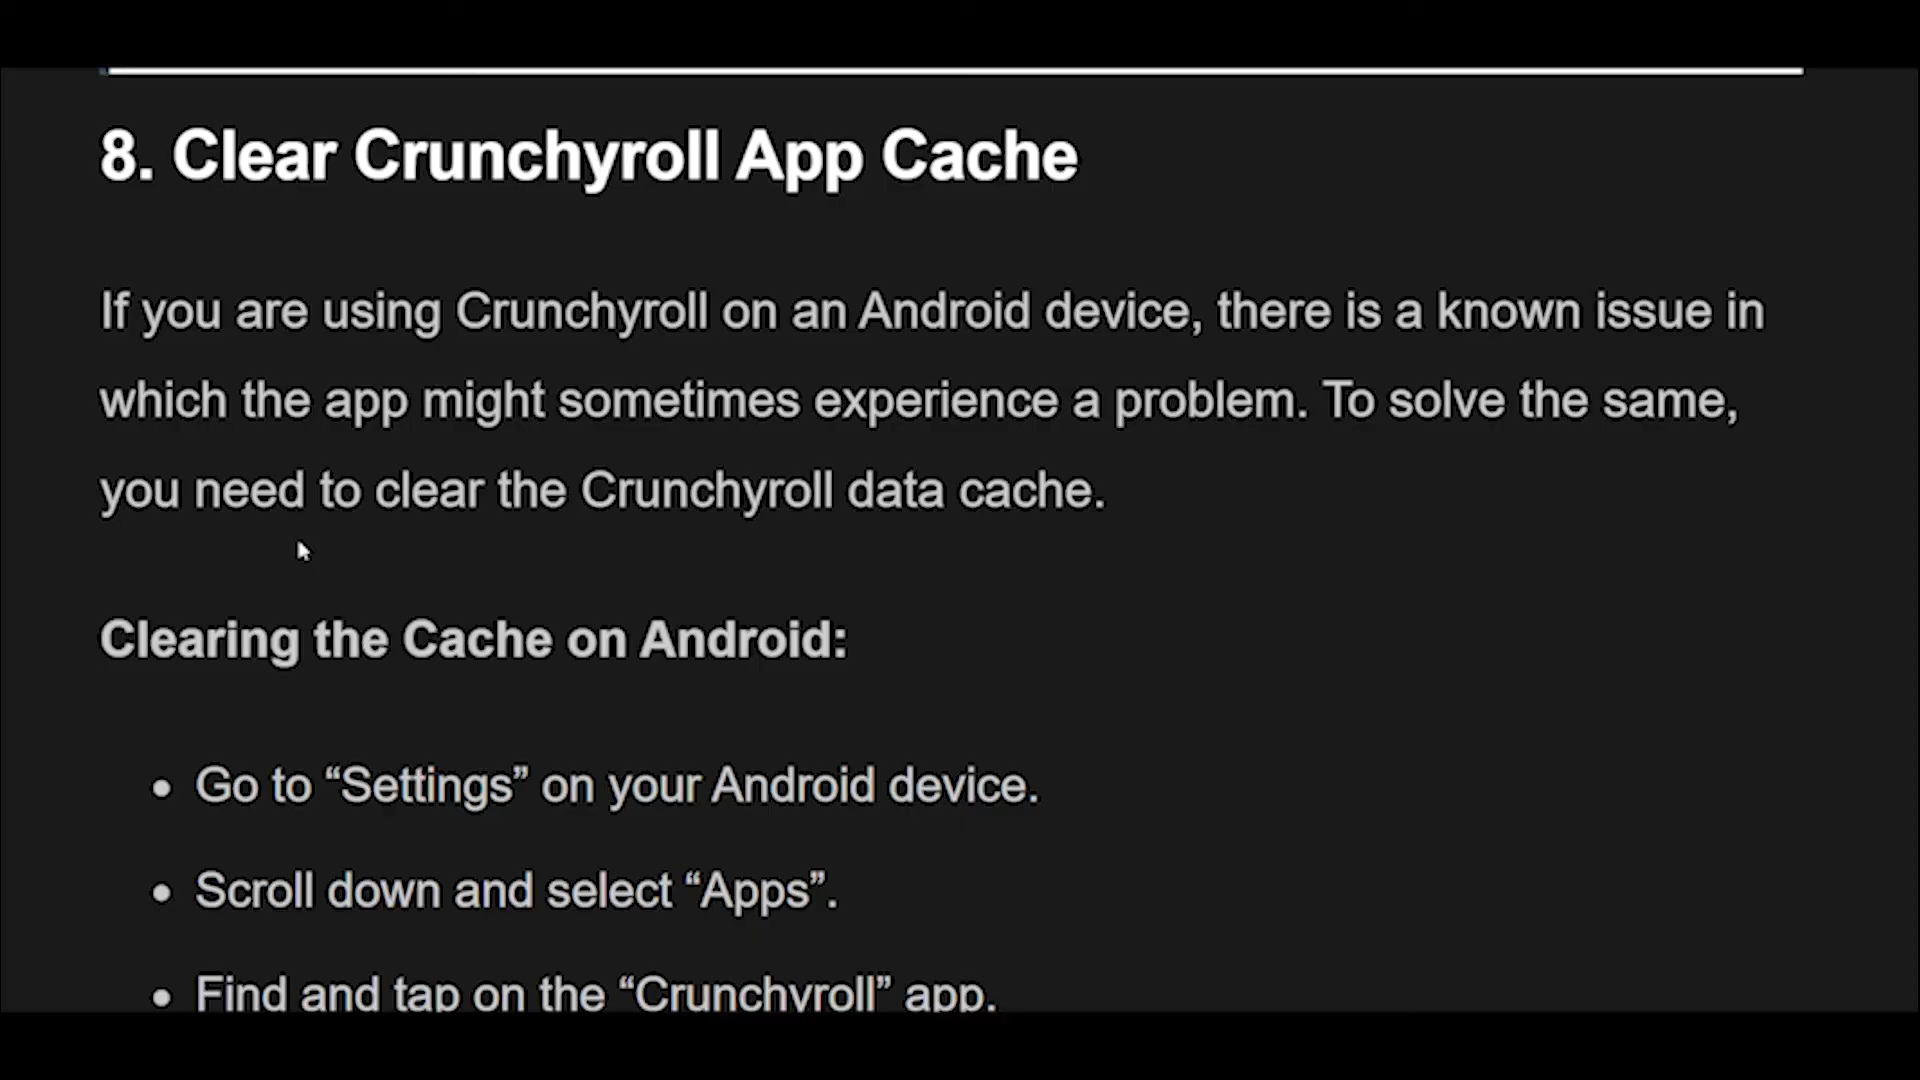 8. Clear Crunchyroll App Cache
If you are using Crunchyroll on an Android device, there is a known issue in
which the app might sometimes experience a problem. To solve the same,
you need to clear the Crunchyroll data cache.
Clearing the Cache on Android:
• Go to “Settings” on your Android device.
• Scroll down and select “Apps”.
• Find and tap on the “Crunchyroll” app.